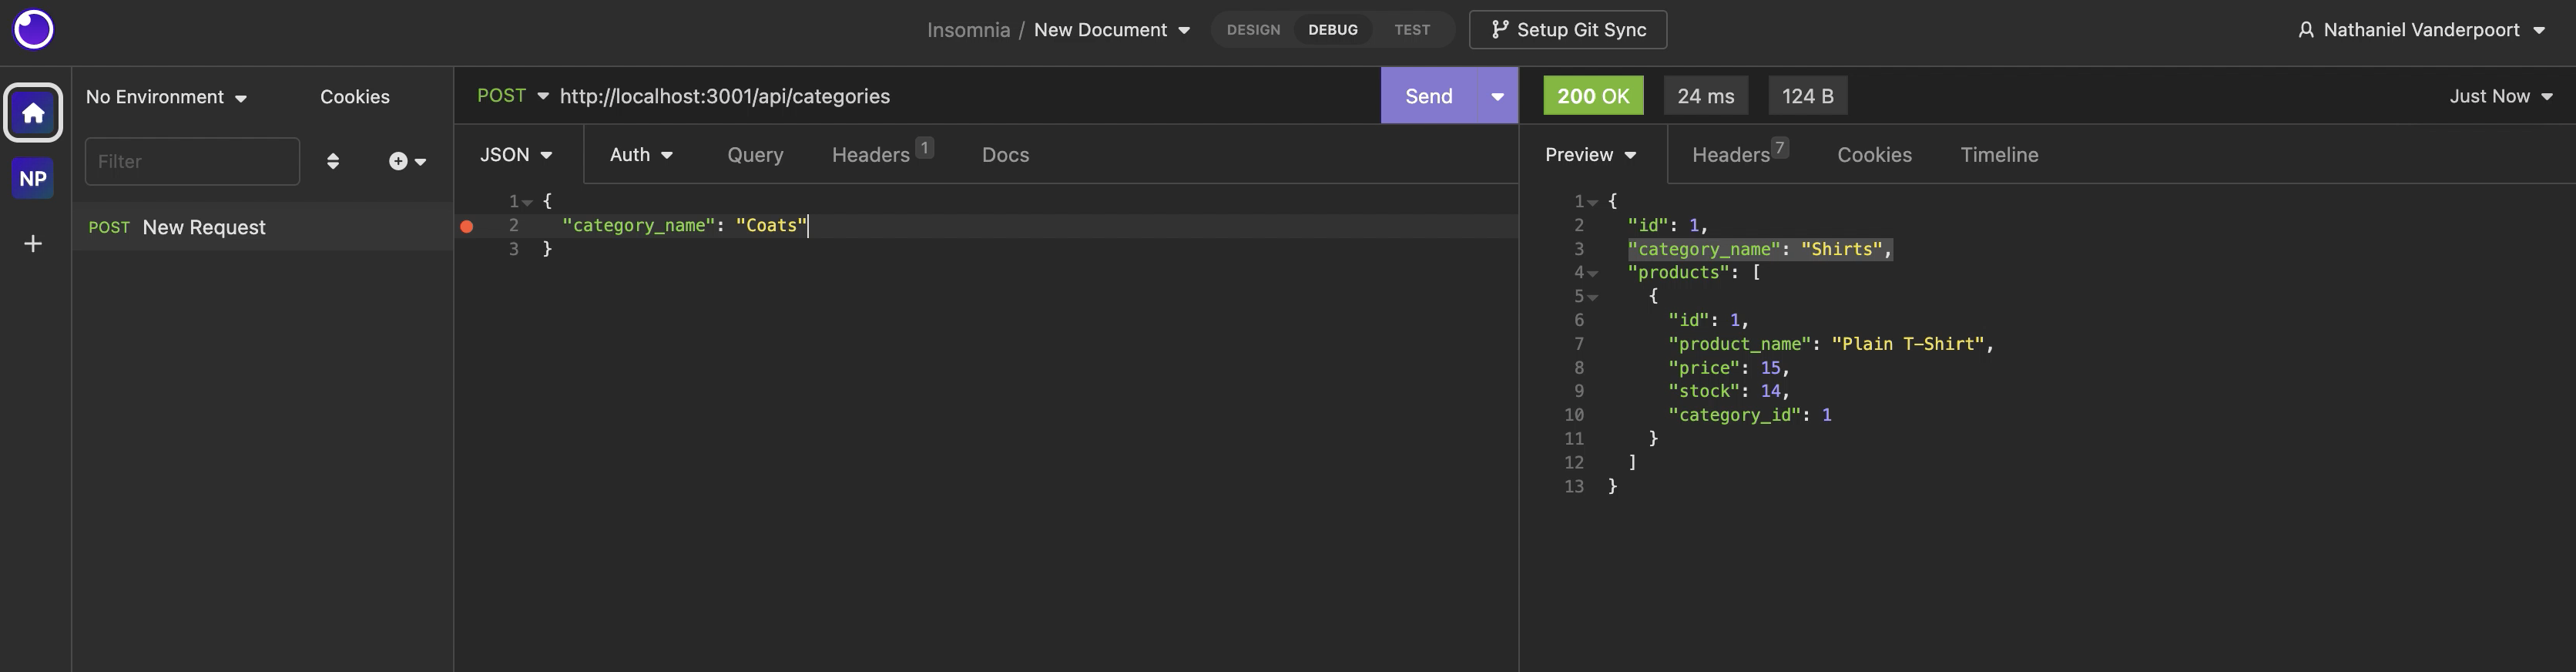 Insomnia / New Document
DESIGN DEBUG TEST
Setup Git Sync
Nathaniel Vanderpoort
No Environment
Cookies
POST http://localhost:3001/api/categories
Send
200 OK
24 ms
124 B
Just Now
Filter
NP
POST New Request
JSON Auth Query Headers 1 Docs
1 {
2 "category_name": "Coats"
3 }
Preview Headers 7 Cookies Timeline
1 {
2 "id": 1,
3 "category_name": "Shirts",
4 "products": [
5 {
6 "id": 1,
7 "product_name": "Plain T-Shirt",
8 "price": 15,
9 "stock": 14,
10 "category_id": 1
11 }
12 ]
13 }